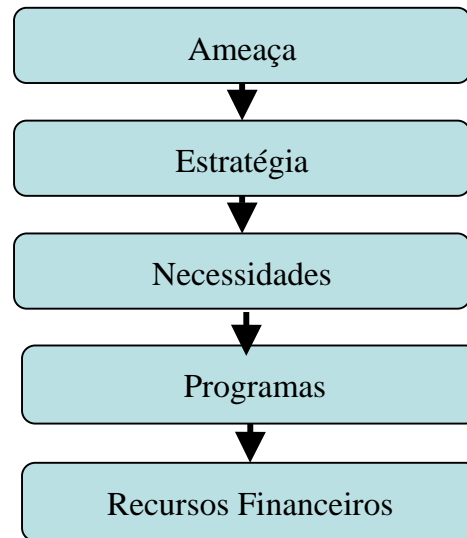 Ameaça
Estratégia
Necessidades
Programas
Recursos Financeiros